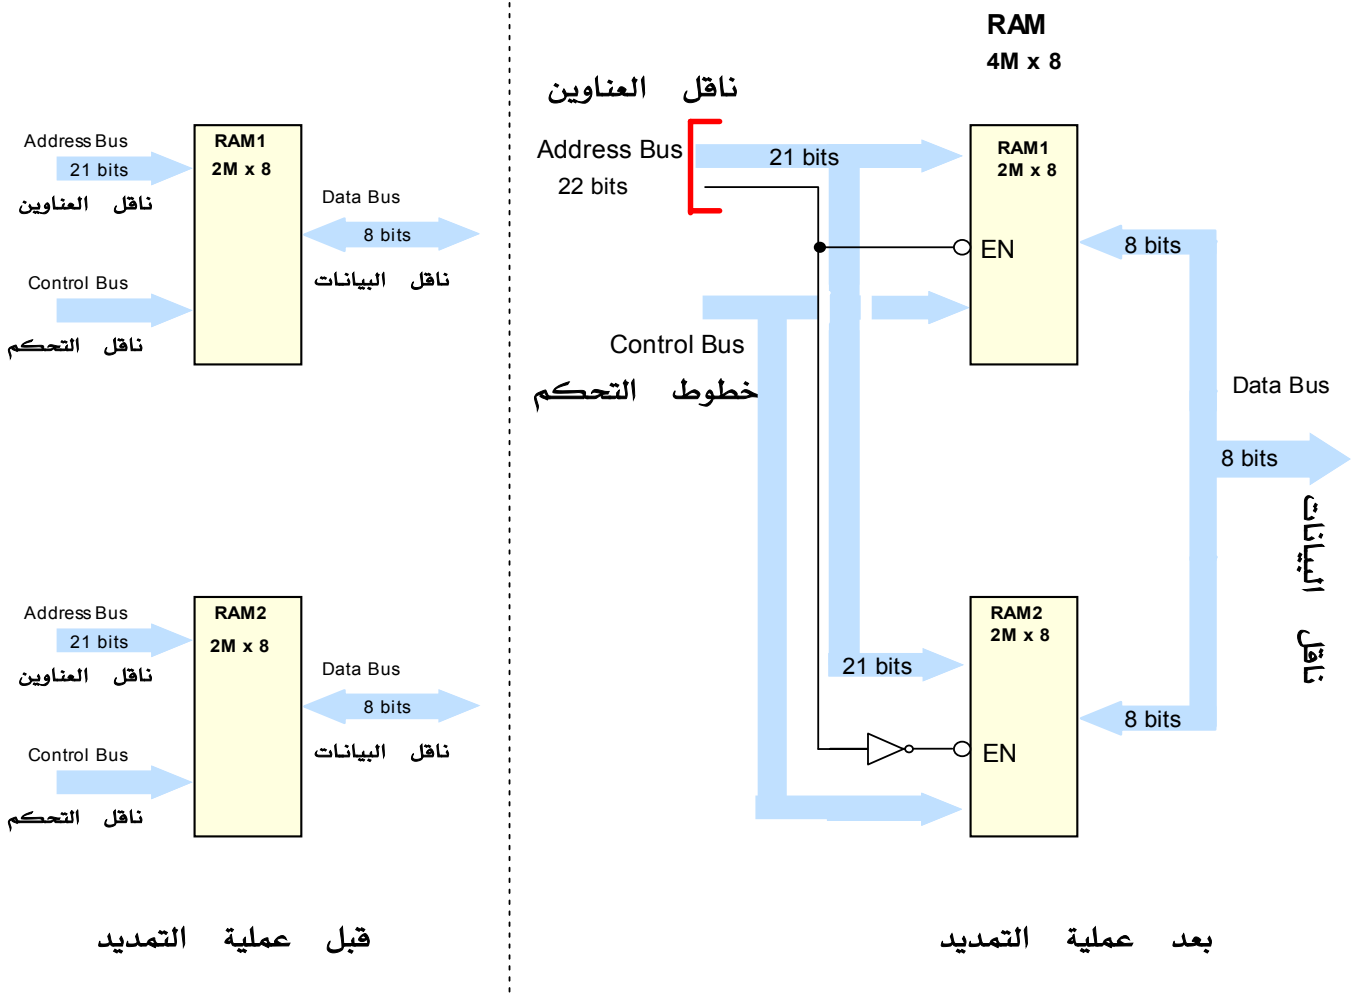 Address Bus
21 bits
ناقل العناوين
Control Bus
ناقل التحكم
RAM1
2M x 8
Data Bus
8 bits
ناقل البيانات
Address Bus
21 bits
ناقل العناوين
Control Bus
ناقل التحكم
RAM2
2M x 8
Data Bus
8 bits
ناقل البيانات
قبل عملية التمديد
RAM
4M x 8
ناقل العناوين
Address Bus
22 bits
21 bits
Control Bus
خطوط التحكم
RAM1
2M x 8
EN
8 bits
Data Bus
8 bits
ناقل البيانات
21 bits
RAM2
2M x 8
EN
8 bits
بعد عملية التمديد